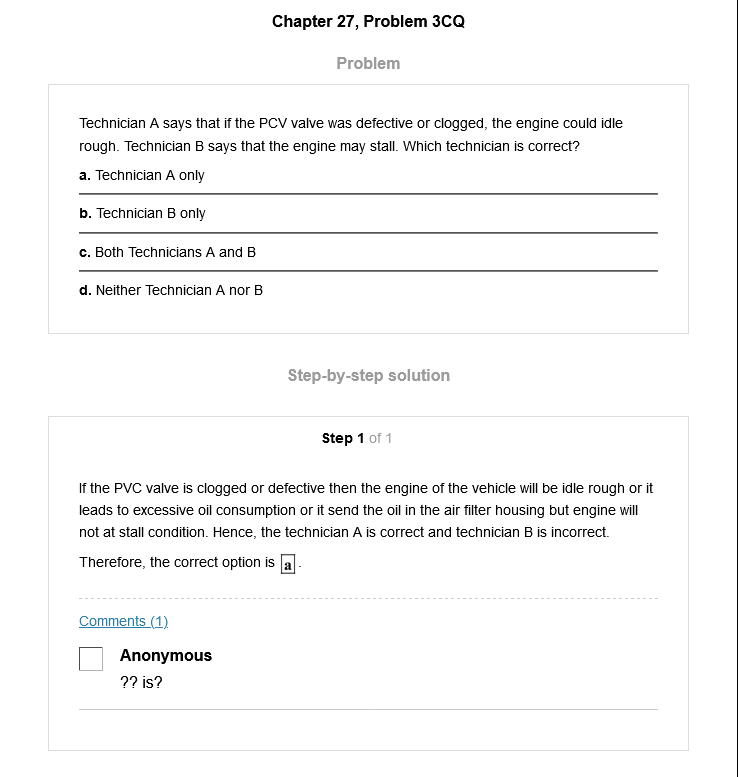 Chapter 27, Problem 3CQ
Problem
Technician A says that if the PCV valve was defective or clogged, the engine could idle
rough. Technician B says that the engine may stall. Which technician is correct?
a. Technician A only
b. Technician B only
c. Both Technicians A and B
d. Neither Technician A nor B
Step-by-step solution
Step 1 of 1
If the PVC valve is clogged or defective then the engine of the vehicle will be idle rough or it
leads to excessive oil consumption or it send the oil in the air filter housing but engine will
not at stall condition. Hence, the technician A is correct and technician B is incorrect.
Therefore, the correct option is a.
Comments (1)
Anonymous
?? is?